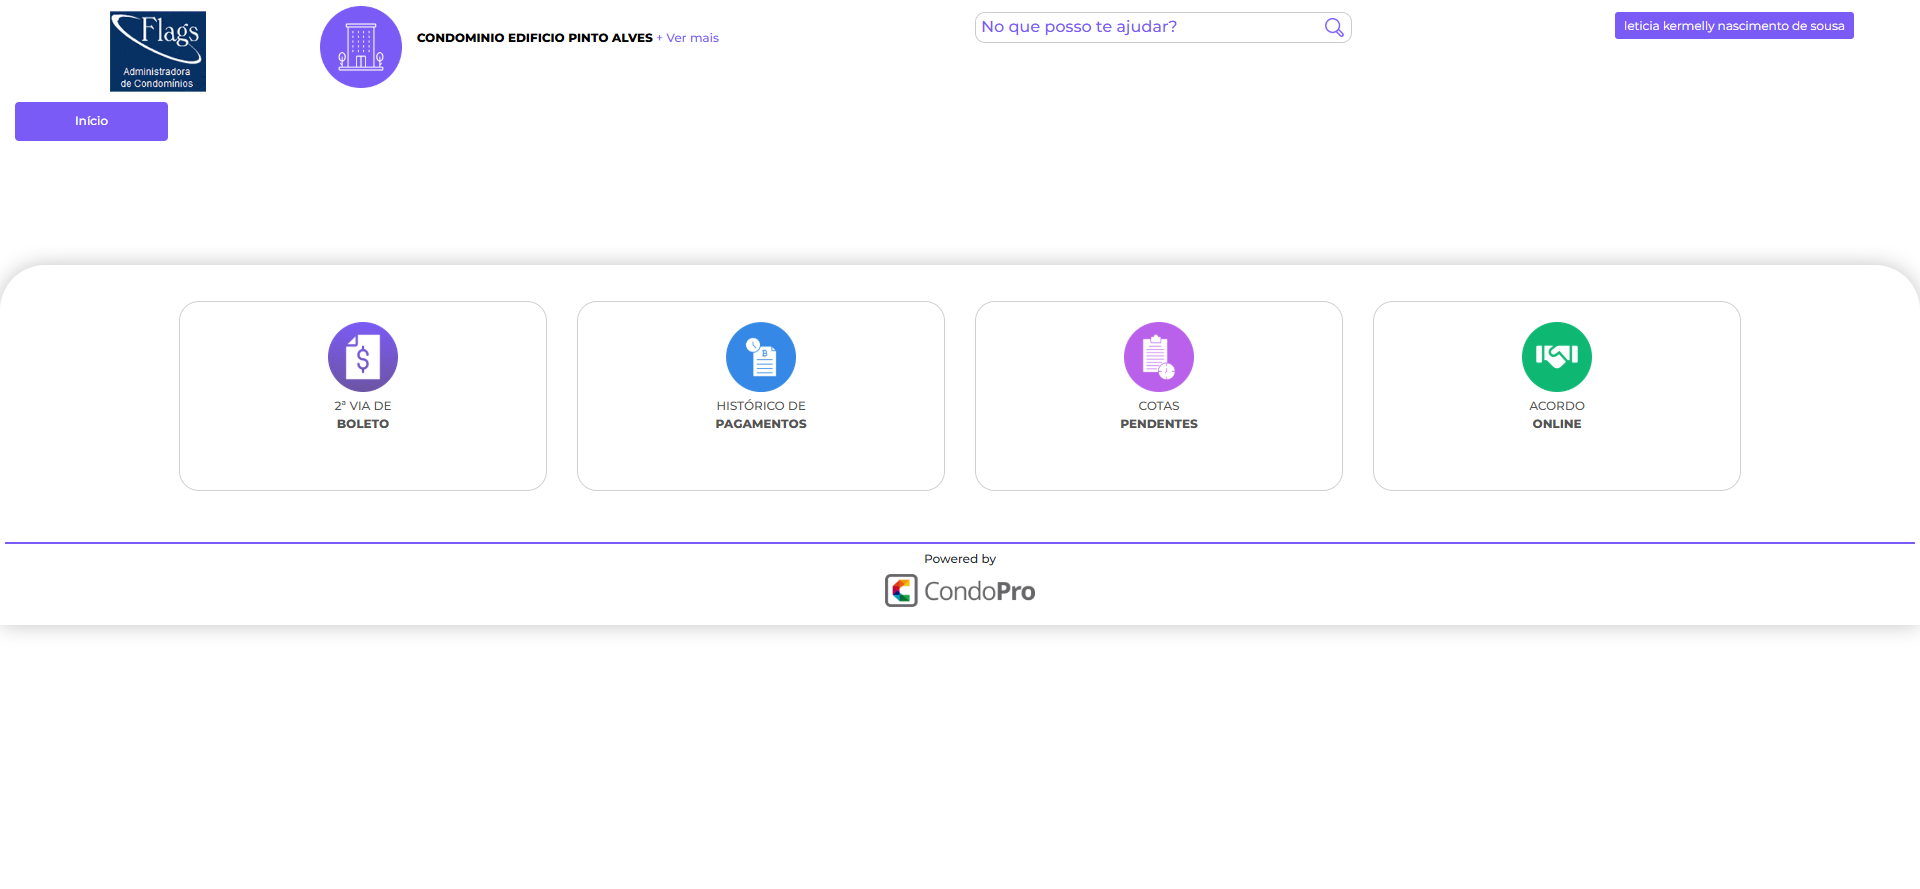 Flags
Administradora
de Condomínios
CONDOMINIO EDIFICIO PINTO ALVES + Ver mais
No que posso te ajudar?
leticia kermelly nascimento de sousa
Início
2ª VIA DE
BOLETO
HISTÓRICO DE
PAGAMENTOS
COTAS
PENDENTES
ACORDO
ONLINE
Powered by
CondoPro